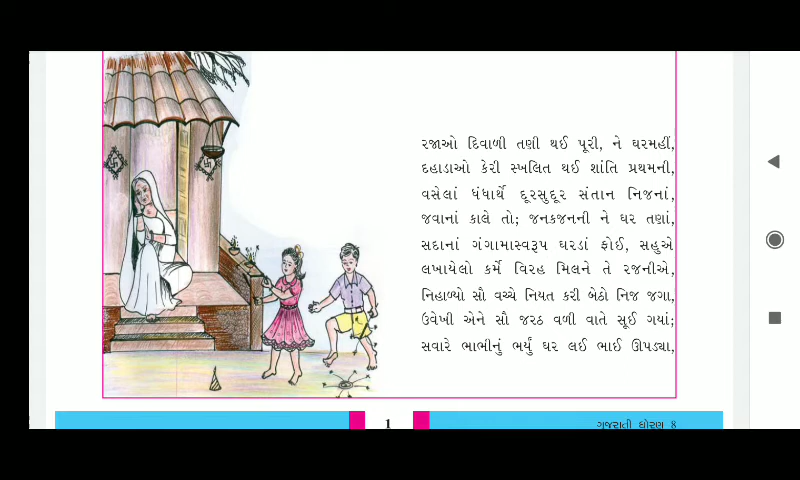 રજાઓ દિવાળી તણી થઈ પૂરી, ને ઘરમહીં,
દહાડાઓ કેરી સ્ખલિત થઈ શાંતિ પ્રથમની,
વસેલાં ધંધાર્થે દૂરસુદૂર સંતાન નિજનાં,
જવાનાં કાલે તો; જનકજનની ને ઘર તણાં,
સદાનાં ગંગામાસ્વરૂપ ઘરડાં ફોઈ, સહુએ
લખાયેલો કર્મે વિરહ મિલને તે રજનીએ,
નિહાળ્યો સૌ વચ્ચે નિયત કરી બેઠો નિજ જગા,
ઉવેખી એને સૌ જરઠ વળી વાતે સૂઈ ગયાં;
સવારે ભાભીનું ભર્યું ઘર લઈ ભાઈ ઊપડ્યા,
1
ગુજરાતી ધોરણ 8